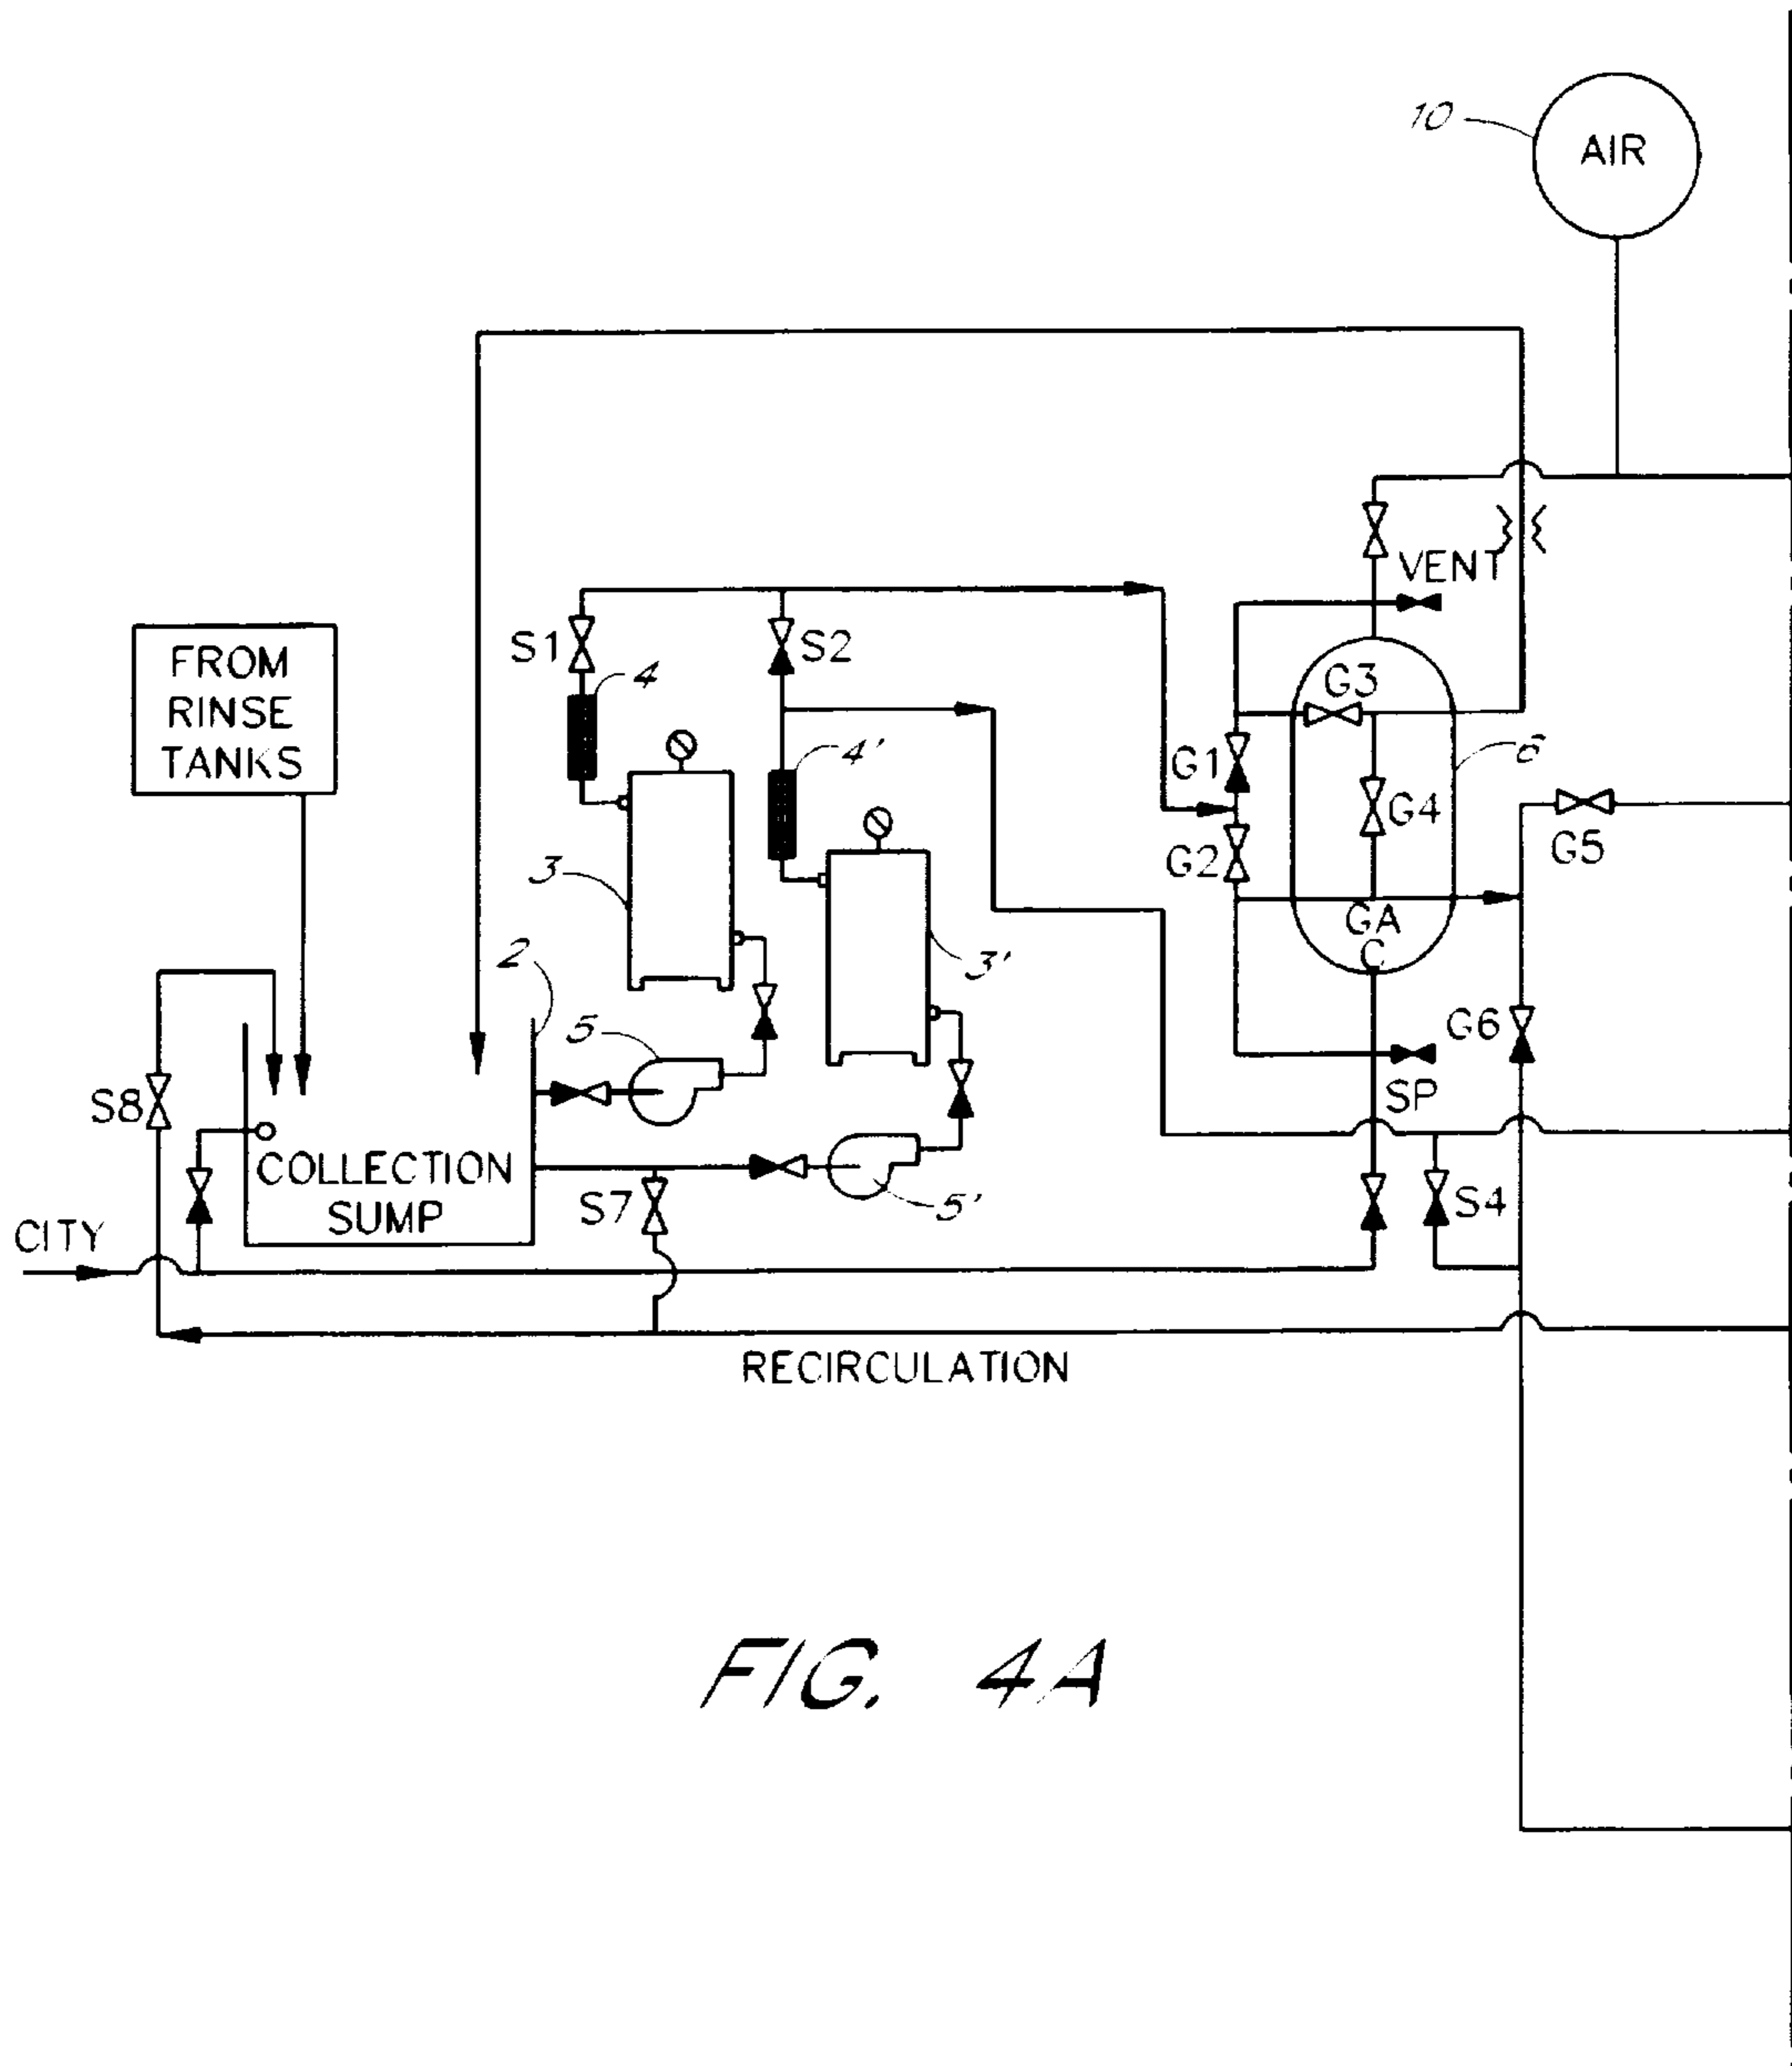 10
AIR
VENT
S1
S2
4
FROM
RINSE
TANKS
G3
4'
G1
6
G4
G5
G2
3
GA
C
2
3'
5
G6
S8
SP
COLLECTION
SUMP
S7
5'
S4
CITY
RECIRCULATION
FIG. 4A